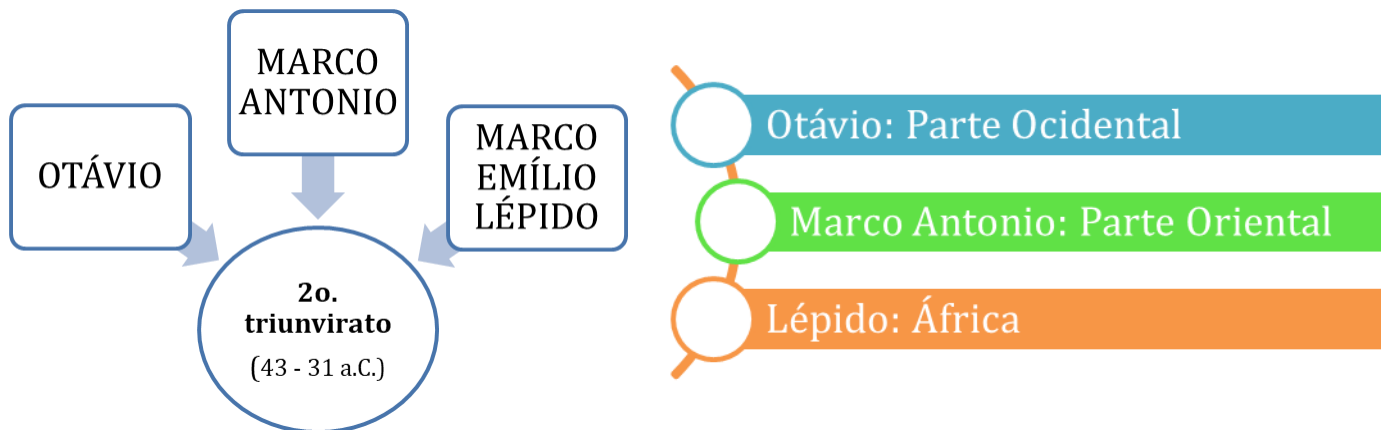 OTÁVIO
MARCO
ANTONIO
MARCO
EMÍLIO
LÉPIDO
2o.
triunvirato
(43 - 31 a.C.)
Otávio: Parte Ocidental
Marco Antonio: Parte Oriental
Lépido: África